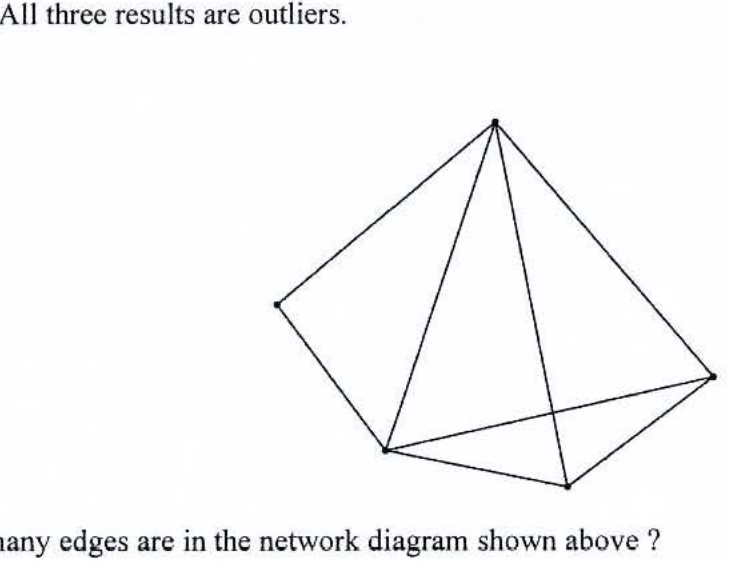 All three results are outliers.
many edges are in the network diagram shown above ?